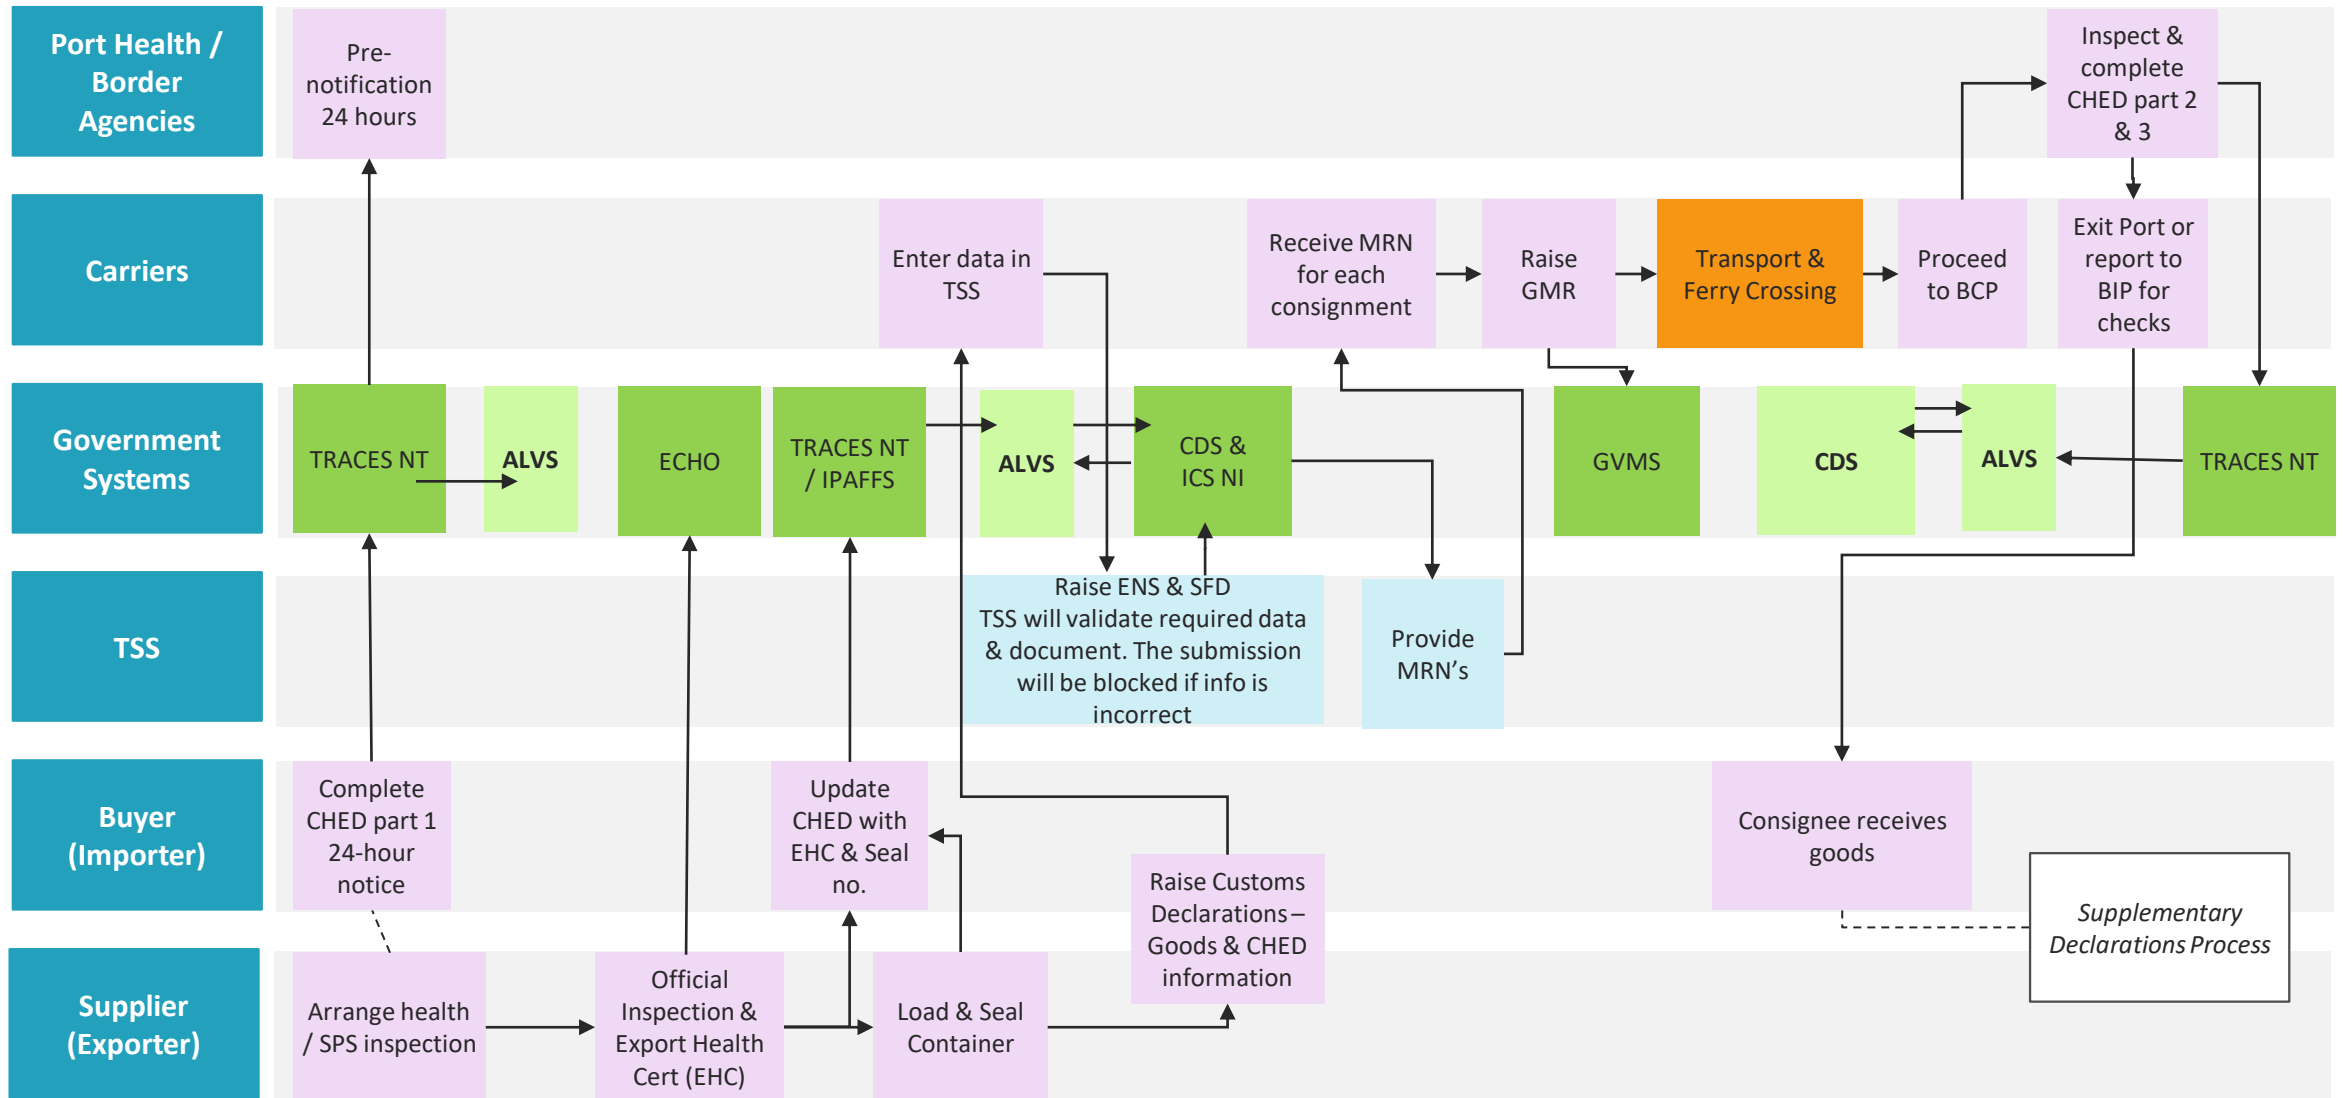 Port Health /
Border
Agencies
Pre-
notification
24 hours
Inspect &
complete
CHED part 2
& 3
Carriers
Enter data in
TSS
Receive MRN
for each
consignment
Raise
GMR
Transport &
Ferry Crossing
Proceed
to BCP
Exit Port or
report to
BIP for
checks
Government
Systems
TRACES NT
ALVS
ECHO
TRACES NT
/ IPAFFS
ALVS
CDS &
ICS NI
GVMS
CDS
ALVS
TRACES NT
TSS
Raise ENS & SFD
TSS will validate required data
& document. The submission
will be blocked if info is
incorrect
Provide
MRN’s
Buyer
(Importer)
Complete
CHED part 1
24-hour
notice
Update
CHED with
EHC & Seal
no.
Raise Customs
Declarations –
Goods & CHED
information
Consignee receives
goods
Supplementary
Declarations Process
Supplier
(Exporter)
Arrange health
/ SPS inspection
Official
Inspection &
Export Health
Cert (EHC)
Load & Seal
Container